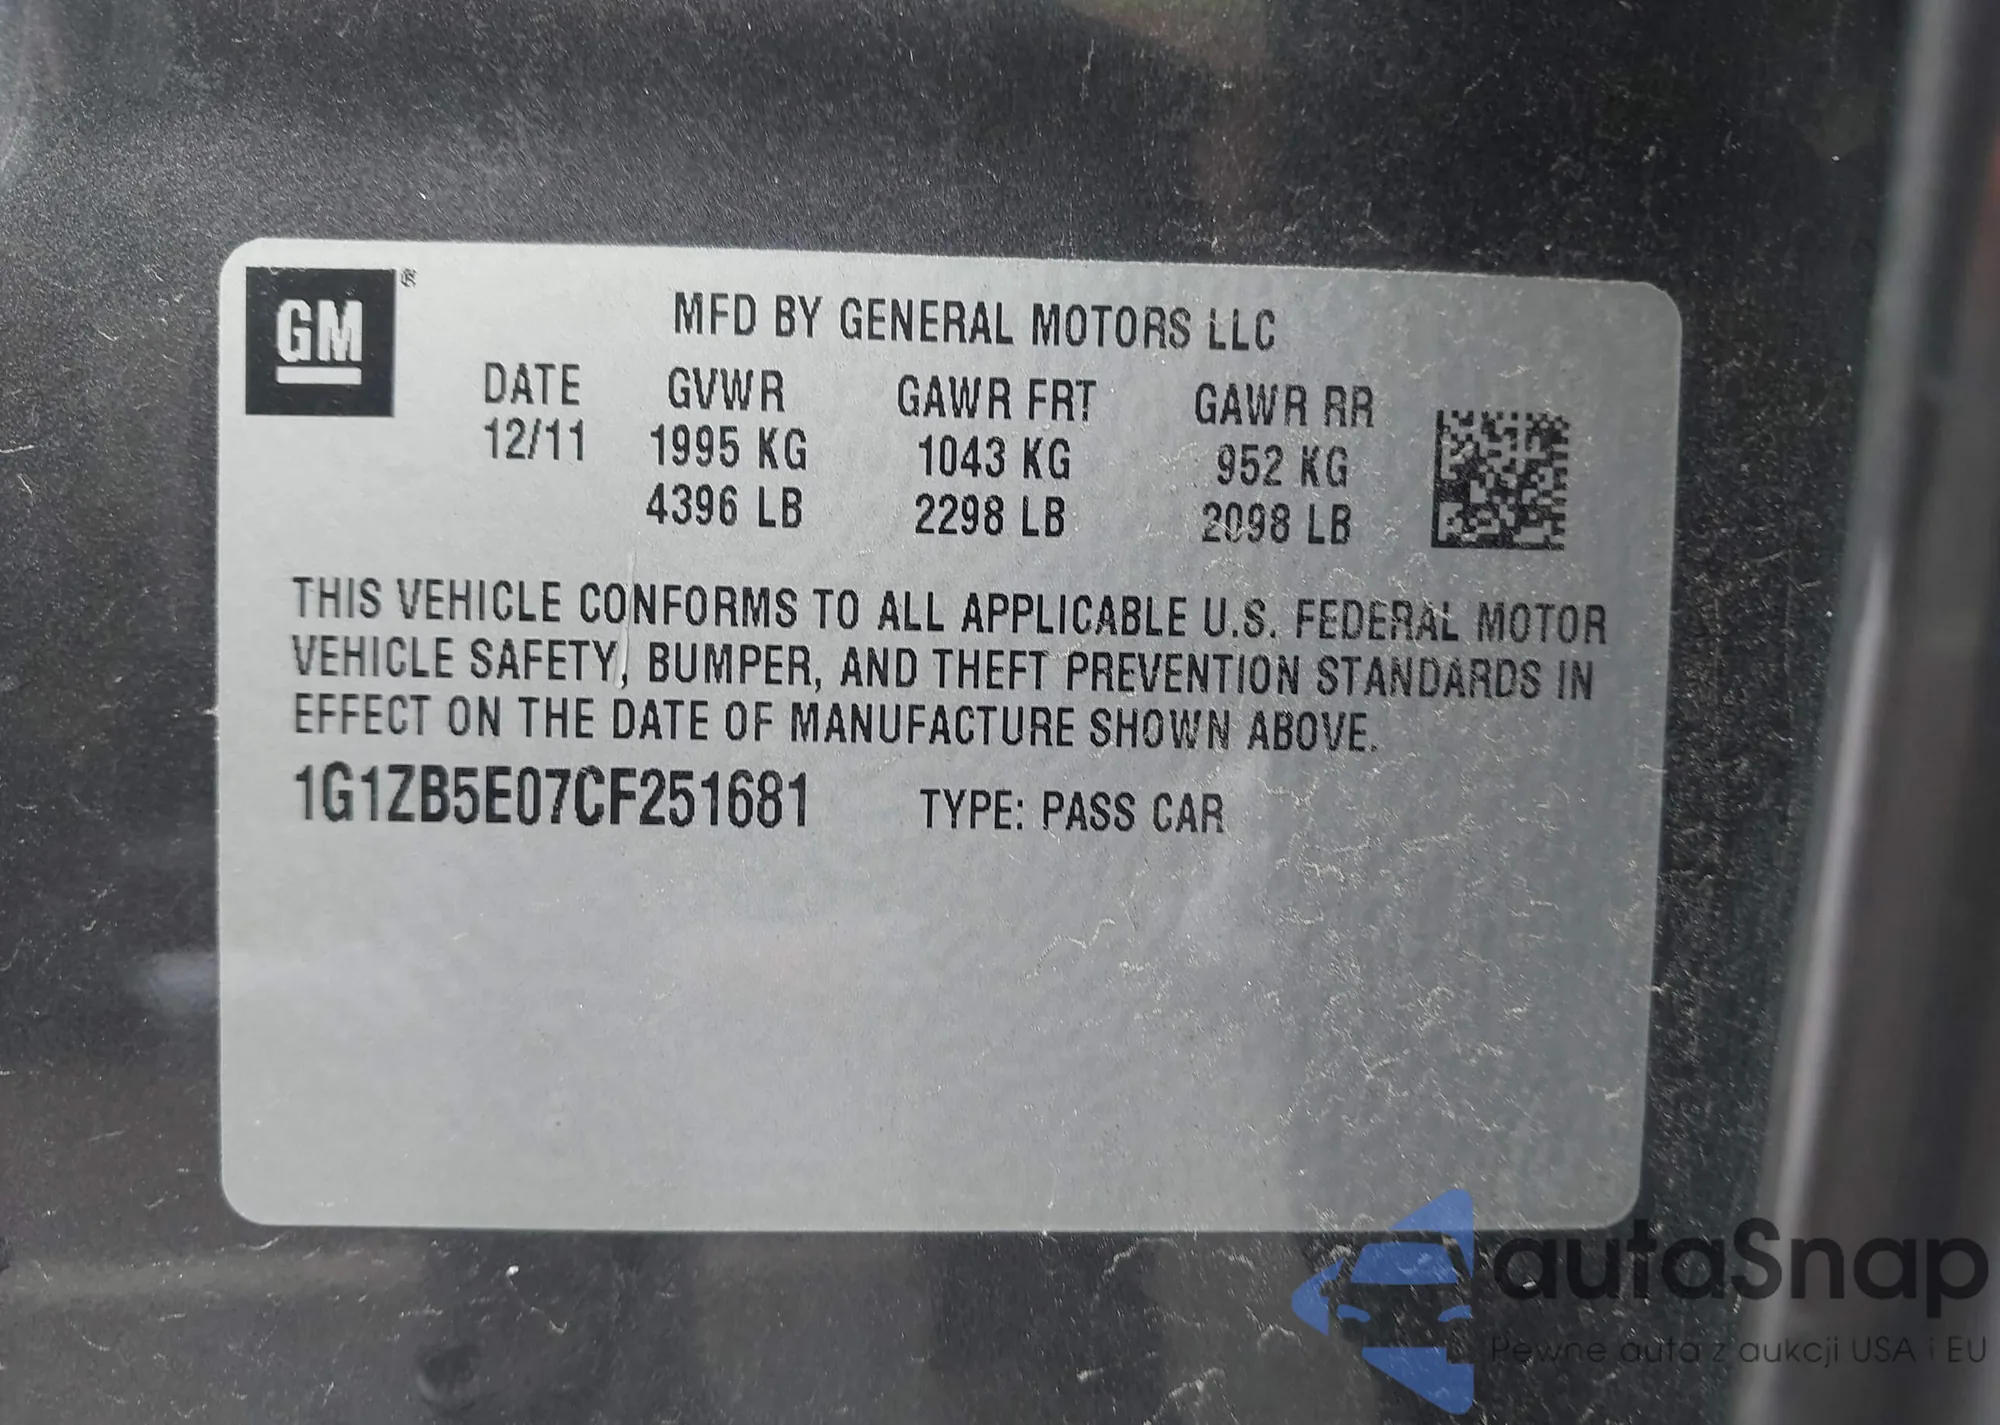 GM ®
MFD BY GENERAL MOTORS LLC
DATE GVWR GAWR FRT GAWR RR
12/11 1995 KG 1043 KG 952 KG
4396 LB 2298 LB 2098 LB
THIS VEHICLE CONFORMS TO ALL APPLICABLE U.S. FEDERAL MOTOR
VEHICLE SAFETY, BUMPER, AND THEFT PREVENTION STANDARDS IN
EFFECT ON THE DATE OF MANUFACTURE SHOWN ABOVE.
1G1ZB5E07CF251681 TYPE: PASS CAR
autaSnap
Pewne auta z aukcji USA i EU